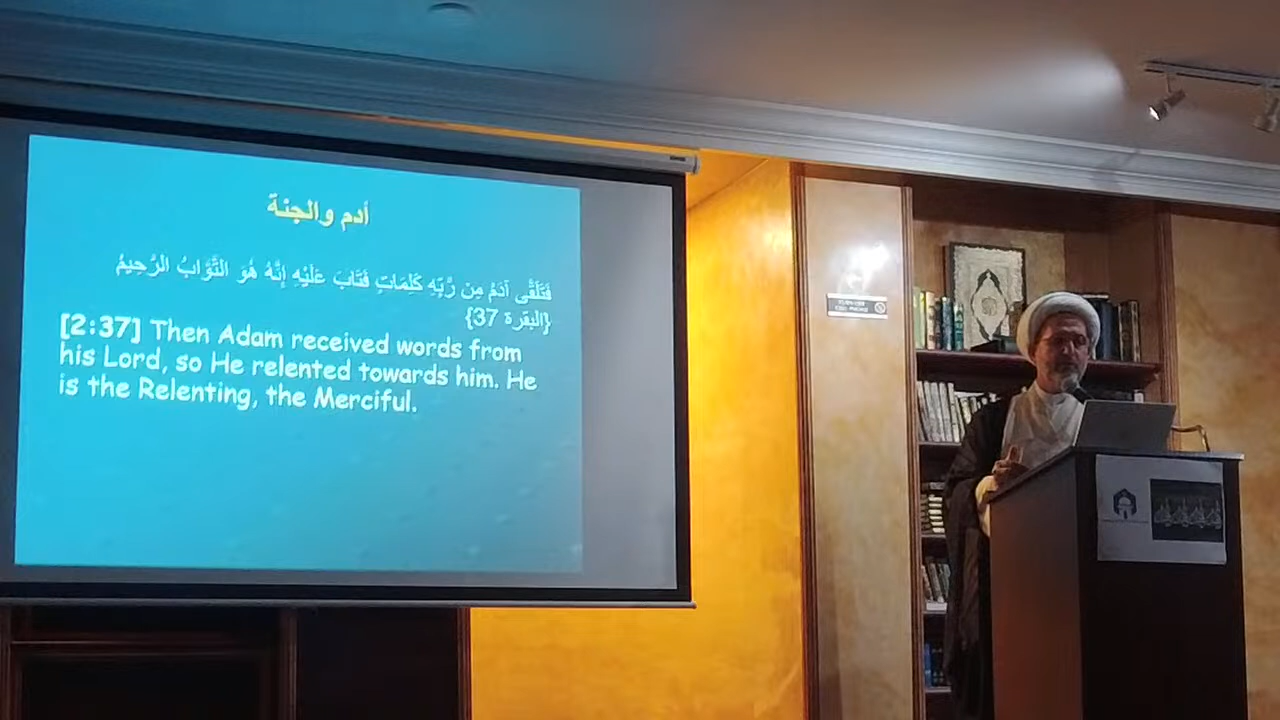 أدم والجنة
فَتَلَقَّى آدَمُ مِن رَّبِّهِ كَلِمَاتٍ فَتَابَ عَلَيْهِ إِنَّهُ هُوَ التَّوَّابُ الرَّحِيمُ
{البقرة 37}
[2:37] Then Adam received words from
his Lord, so He relented towards him. He
is the Relenting, the Merciful.